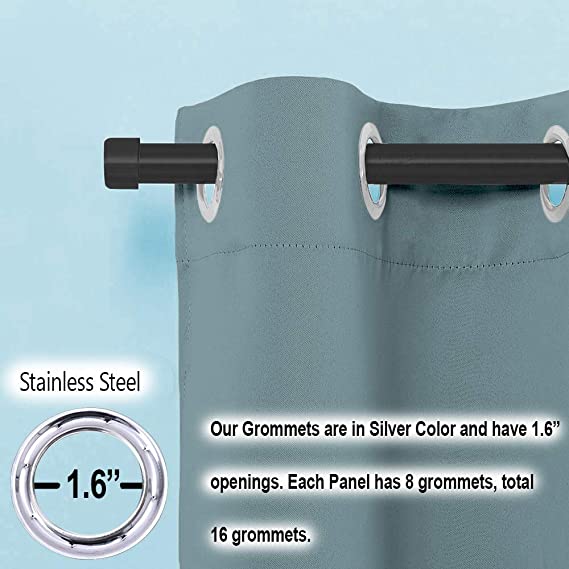 Stainless Steel
1.6”
Our Grommets are in Silver Color and have 1.6”
openings. Each Panel has 8 grommets, total
16 grommets.